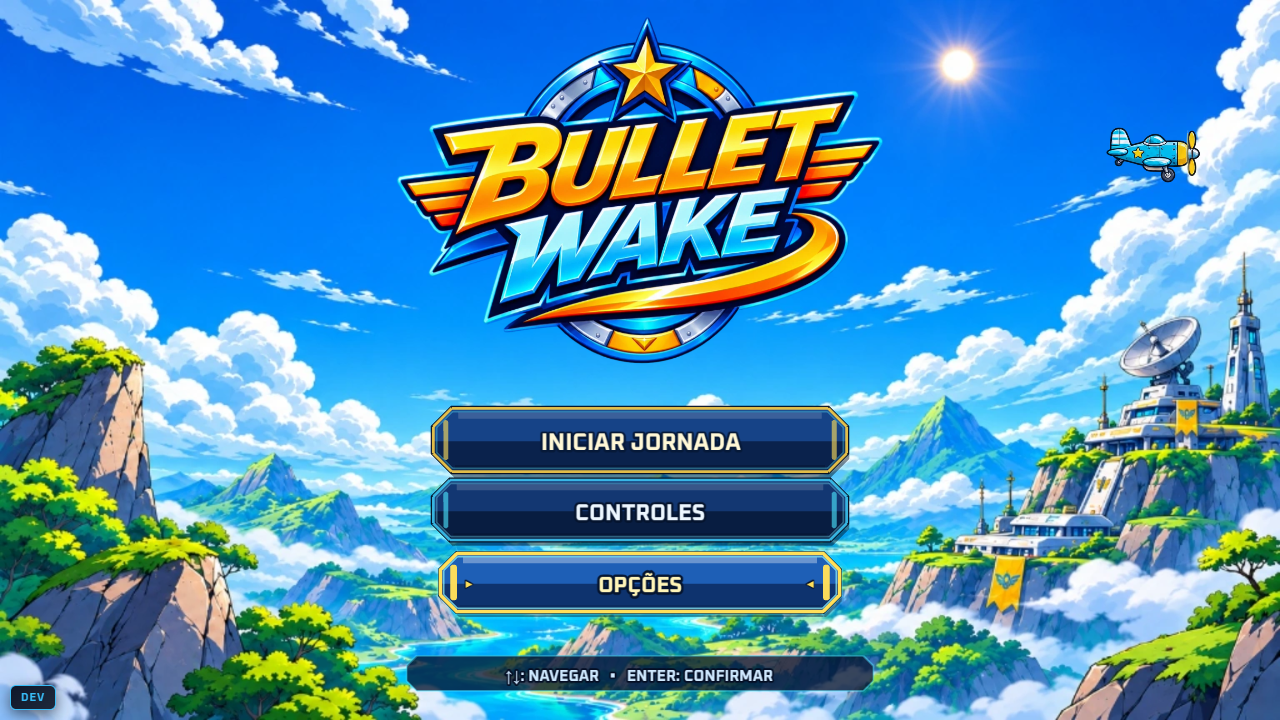 BULLET
WAKE
INICIAR JORNADA
CONTROLES
OPÇÕES
↑↓: NAVEGAR • ENTER: CONFIRMAR
DEV